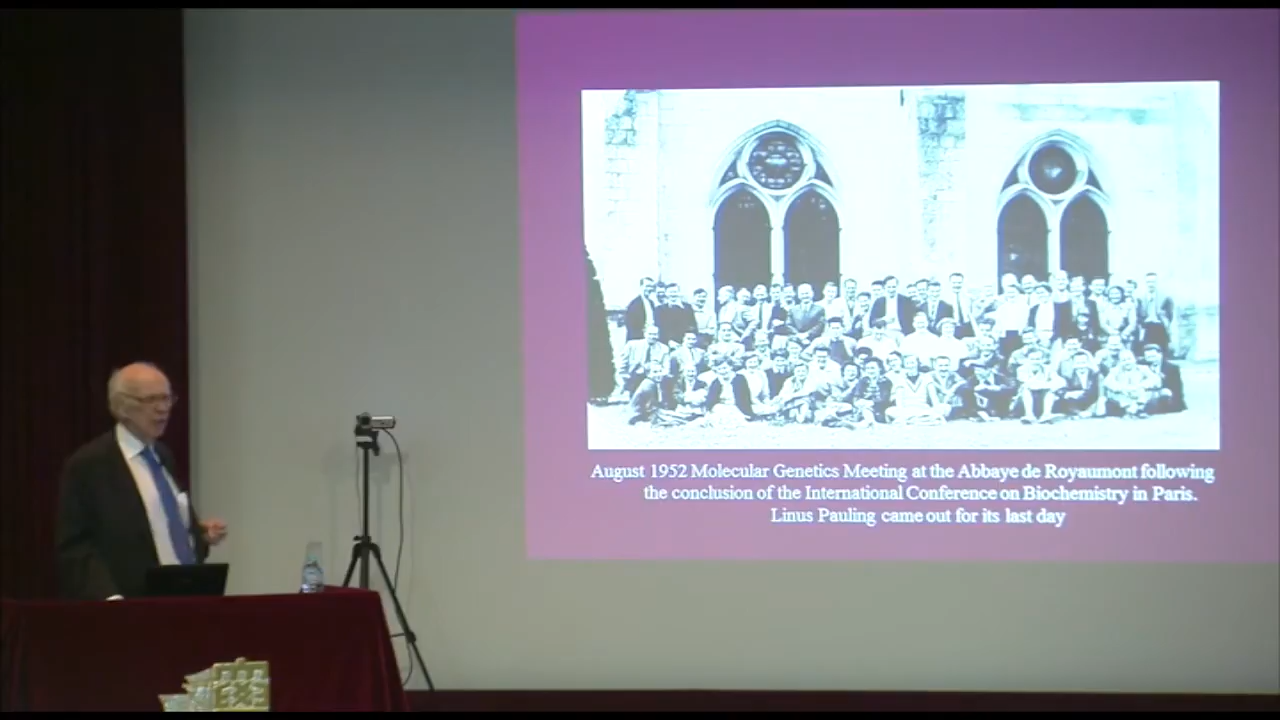 August 1952 Molecular Genetics Meeting at the Abbaye de Royaumont following
the conclusion of the International Conference on Biochemistry in Paris.
Linus Pauling came out for its last day